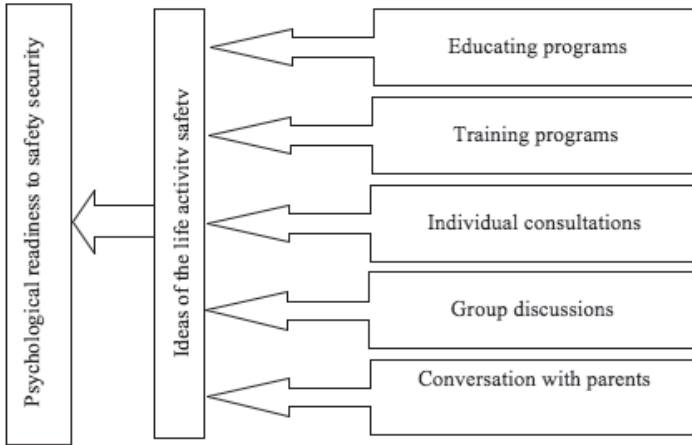 Psychological readiness to safety security
Ideas of the life activity safety
Educating programs
Training programs
Individual consultations
Group discussions
Conversation with parents